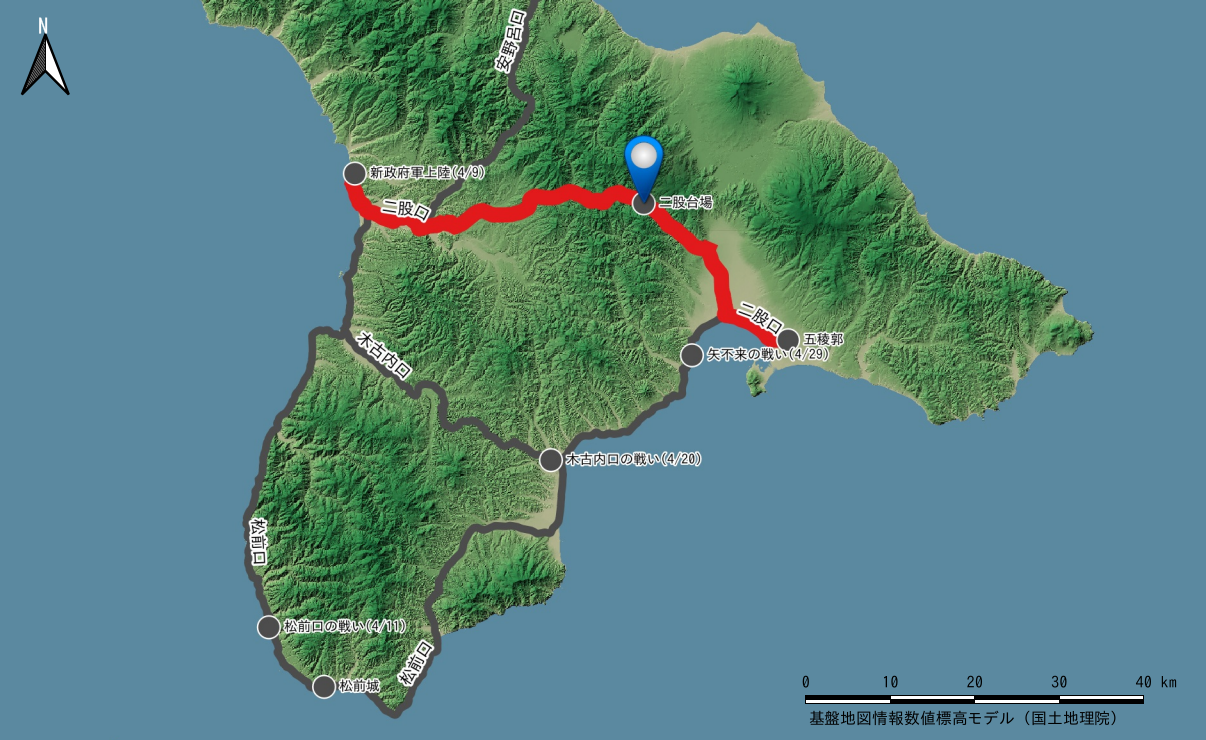 N
安野呂口
新政府軍上陸(4/9)
二股口
二股台場
二股口
五稜郭
矢不来の戦い(4/29)
木古内口
木古内口の戦い(4/20)
松前口
松前口の戦い(4/11)
松前口
松前城
0 10 20 30 40 km
基盤地図情報数値標高モデル（国土地理院）